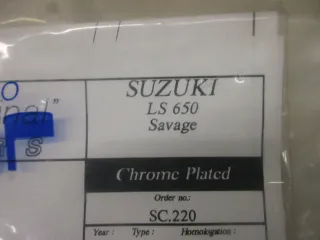 SUZUKI
LS 650
Savage
Chrome Plated
Order no.:
SC.220
Year: Type: Homologation: